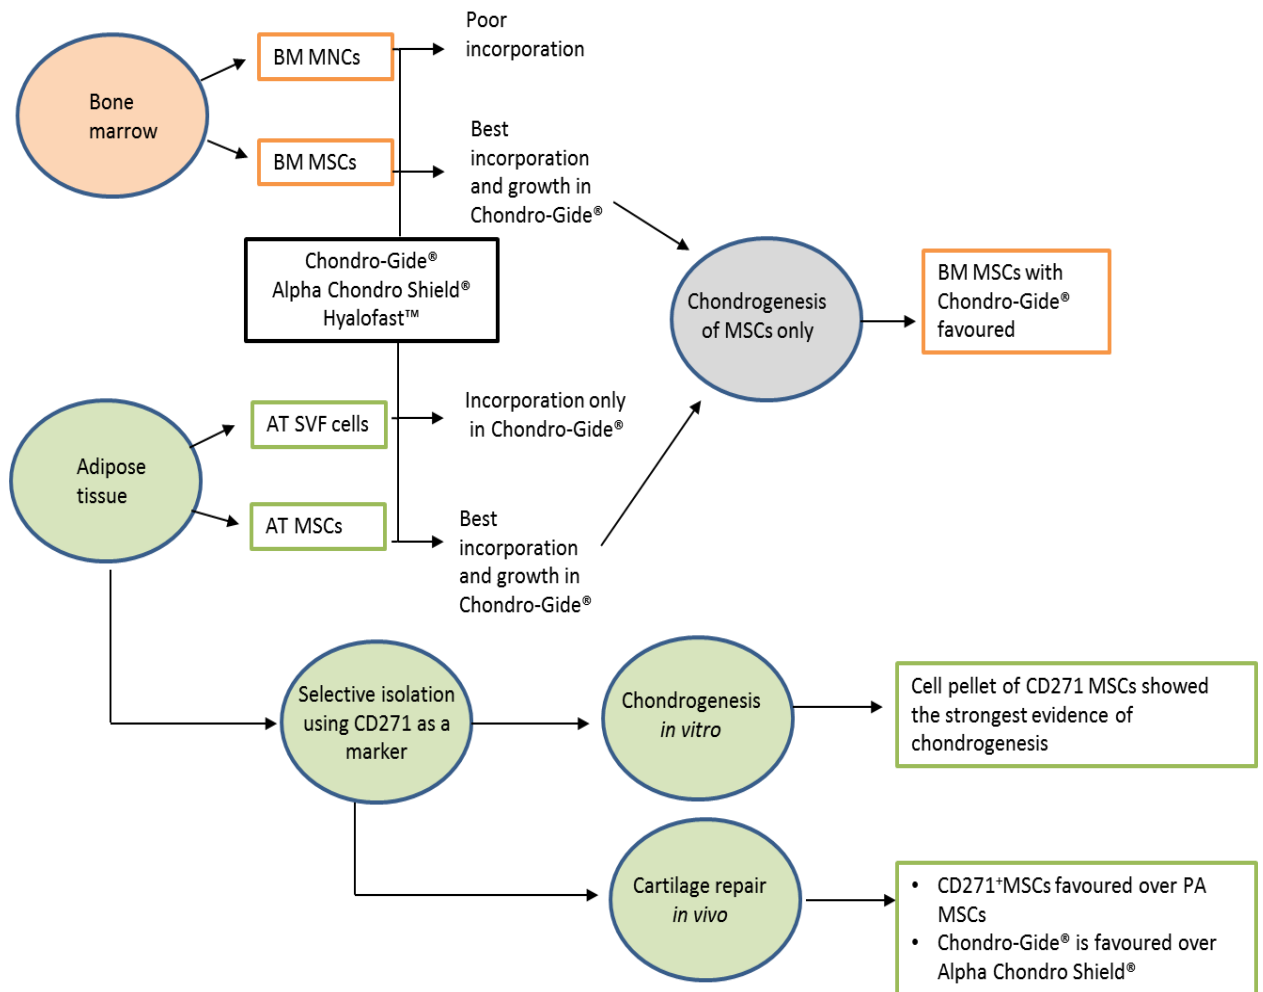 Poor
incorporation
BM MNCs
Bone
marrow
BM MSCs
Best
incorporation
and growth in
Chondro-Gide®
Chondro-Gide®
Alpha Chondro Shield®
Hyalofast™
Chondrogenesis
of MSCs only
BM MSCs with
Chondro-Gide®
favoured
AT SVF cells
Incorporation only
in Chondro-Gide®
Adipose
tissue
AT MSCs
Best
incorporation
and growth in
Chondro-Gide®
Selective isolation
using CD271 as a
marker
Chondrogenesis
in vitro
Cell pellet of CD271 MSCs showed
the strongest evidence of
chondrogenesis
Cartilage repair
in vivo
• CD271⁺MSCs favoured over PA
MSCs
• Chondro-Gide® is favoured over
Alpha Chondro Shield®